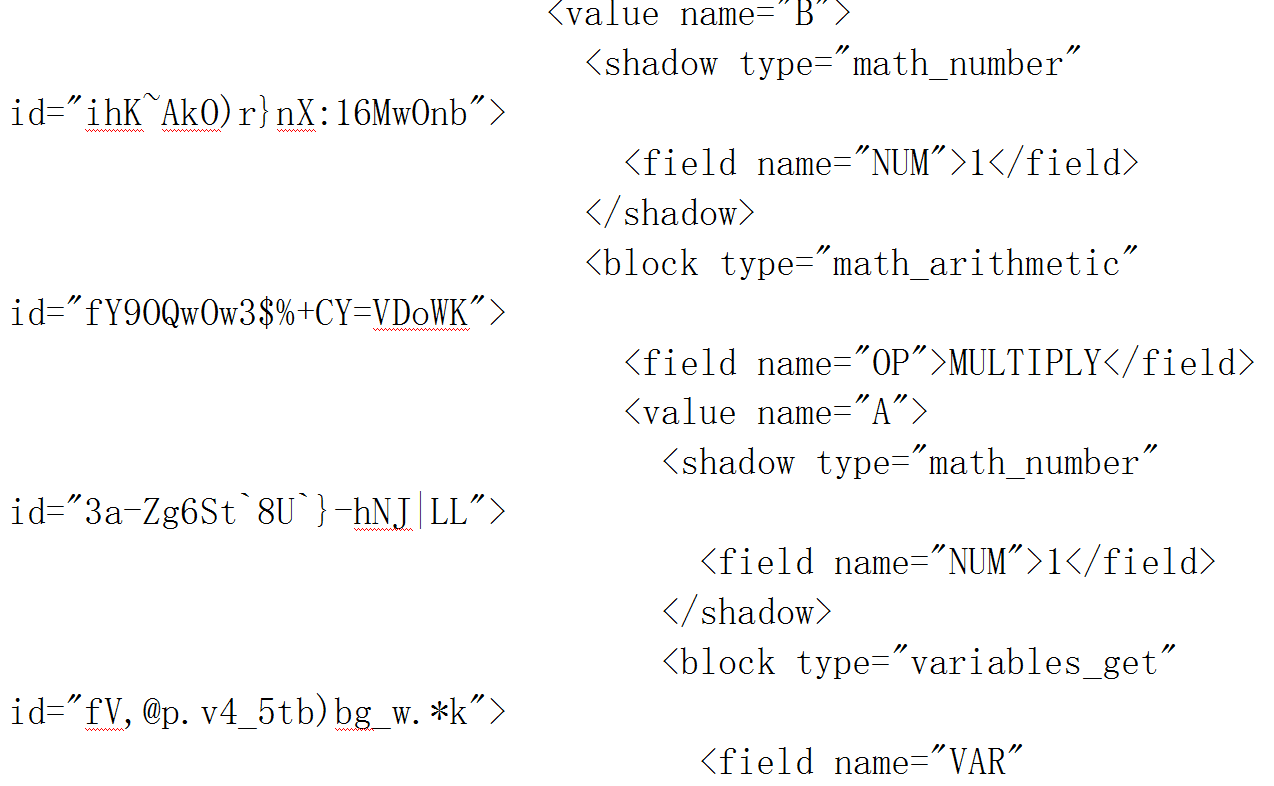 <value name="B">
<shadow type="math_number"
id="ihK~AkO)r}nX:16MwOnb">
<field name="NUM">1</field>
</shadow>
<block type="math_arithmetic"
id="fY9OQwOw3$%+CY=VDoWK">
<field name="OP">MULTIPLY</field>
<value name="A">
<shadow type="math_number"
id="3a-Zg6St`8U`}-hNJ|LL">
<field name="NUM">1</field>
</shadow>
<block type="variables_get"
id="fV,@p.v4_5tb)bg_w.*k">
<field name="VAR"